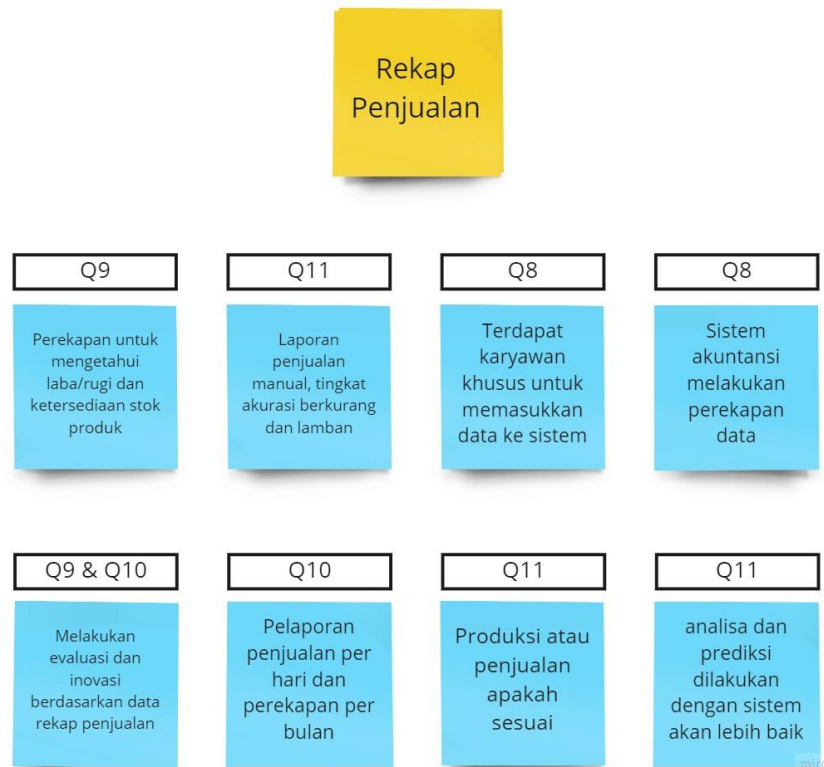 Rekap
Penjualan
Q9
Q11
Q8
Q8
Perekapan untuk
mengetahui
laba/rugi dan
ketersediaan stok
produk
Laporan
penjualan
manual, tingkat
akurasi berkurang
dan lamban
Terdapat
karyawan
khusus untuk
memasukkan
data ke sistem
Sistem
akuntansi
melakukan
perekapan
data
Q9 & Q10
Q10
Q11
Q11
Melakukan
evaluasi dan
inovasi
berdasarkan data
rekap penjualan
Pelaporan
penjualan per
hari dan
perekapan per
bulan
Produksi atau
penjualan
apakah
sesuai
analisa dan
prediksi
dilakukan
dengan sistem
akan lebih baik